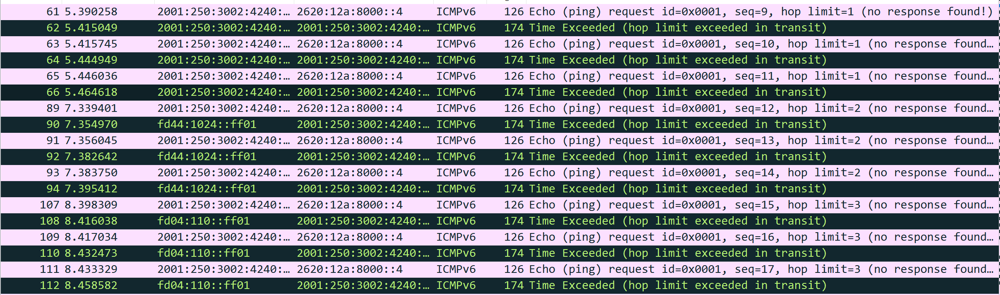 61 5.390258 2001:250:3002:4240:… 2620:12a:8000::4 ICMPv6 126 Echo (ping) request id=0x0001, seq=9, hop limit=1 (no response found!)
62 5.415049 2001:250:3002:4240:… 2001:250:3002:4240:… ICMPv6 174 Time Exceeded (hop limit exceeded in transit)
63 5.415745 2001:250:3002:4240:… 2620:12a:8000::4 ICMPv6 126 Echo (ping) request id=0x0001, seq=10, hop limit=1 (no response found…
64 5.444949 2001:250:3002:4240:… 2001:250:3002:4240:… ICMPv6 174 Time Exceeded (hop limit exceeded in transit)
65 5.446036 2001:250:3002:4240:… 2620:12a:8000::4 ICMPv6 126 Echo (ping) request id=0x0001, seq=11, hop limit=1 (no response found…
66 5.464618 2001:250:3002:4240:… 2001:250:3002:4240:… ICMPv6 174 Time Exceeded (hop limit exceeded in transit)
89 7.339401 2001:250:3002:4240:… 2620:12a:8000::4 ICMPv6 126 Echo (ping) request id=0x0001, seq=12, hop limit=2 (no response found…
90 7.354970 fd44:1024::ff01 2001:250:3002:4240:… ICMPv6 174 Time Exceeded (hop limit exceeded in transit)
91 7.356045 2001:250:3002:4240:… 2620:12a:8000::4 ICMPv6 126 Echo (ping) request id=0x0001, seq=13, hop limit=2 (no response found…
92 7.382642 fd44:1024::ff01 2001:250:3002:4240:… ICMPv6 174 Time Exceeded (hop limit exceeded in transit)
93 7.383750 2001:250:3002:4240:… 2620:12a:8000::4 ICMPv6 126 Echo (ping) request id=0x0001, seq=14, hop limit=2 (no response found…
94 7.395412 fd44:1024::ff01 2001:250:3002:4240:… ICMPv6 174 Time Exceeded (hop limit exceeded in transit)
107 8.398309 2001:250:3002:4240:… 2620:12a:8000::4 ICMPv6 126 Echo (ping) request id=0x0001, seq=15, hop limit=3 (no response found…
108 8.416038 fd04:110::ff01 2001:250:3002:4240:… ICMPv6 174 Time Exceeded (hop limit exceeded in transit)
109 8.417034 2001:250:3002:4240:… 2620:12a:8000::4 ICMPv6 126 Echo (ping) request id=0x0001, seq=16, hop limit=3 (no response found…
110 8.432473 fd04:110::ff01 2001:250:3002:4240:… ICMPv6 174 Time Exceeded (hop limit exceeded in transit)
111 8.433329 2001:250:3002:4240:… 2620:12a:8000::4 ICMPv6 126 Echo (ping) request id=0x0001, seq=17, hop limit=3 (no response found…
112 8.458582 fd04:110::ff01 2001:250:3002:4240:… ICMPv6 174 Time Exceeded (hop limit exceeded in transit)